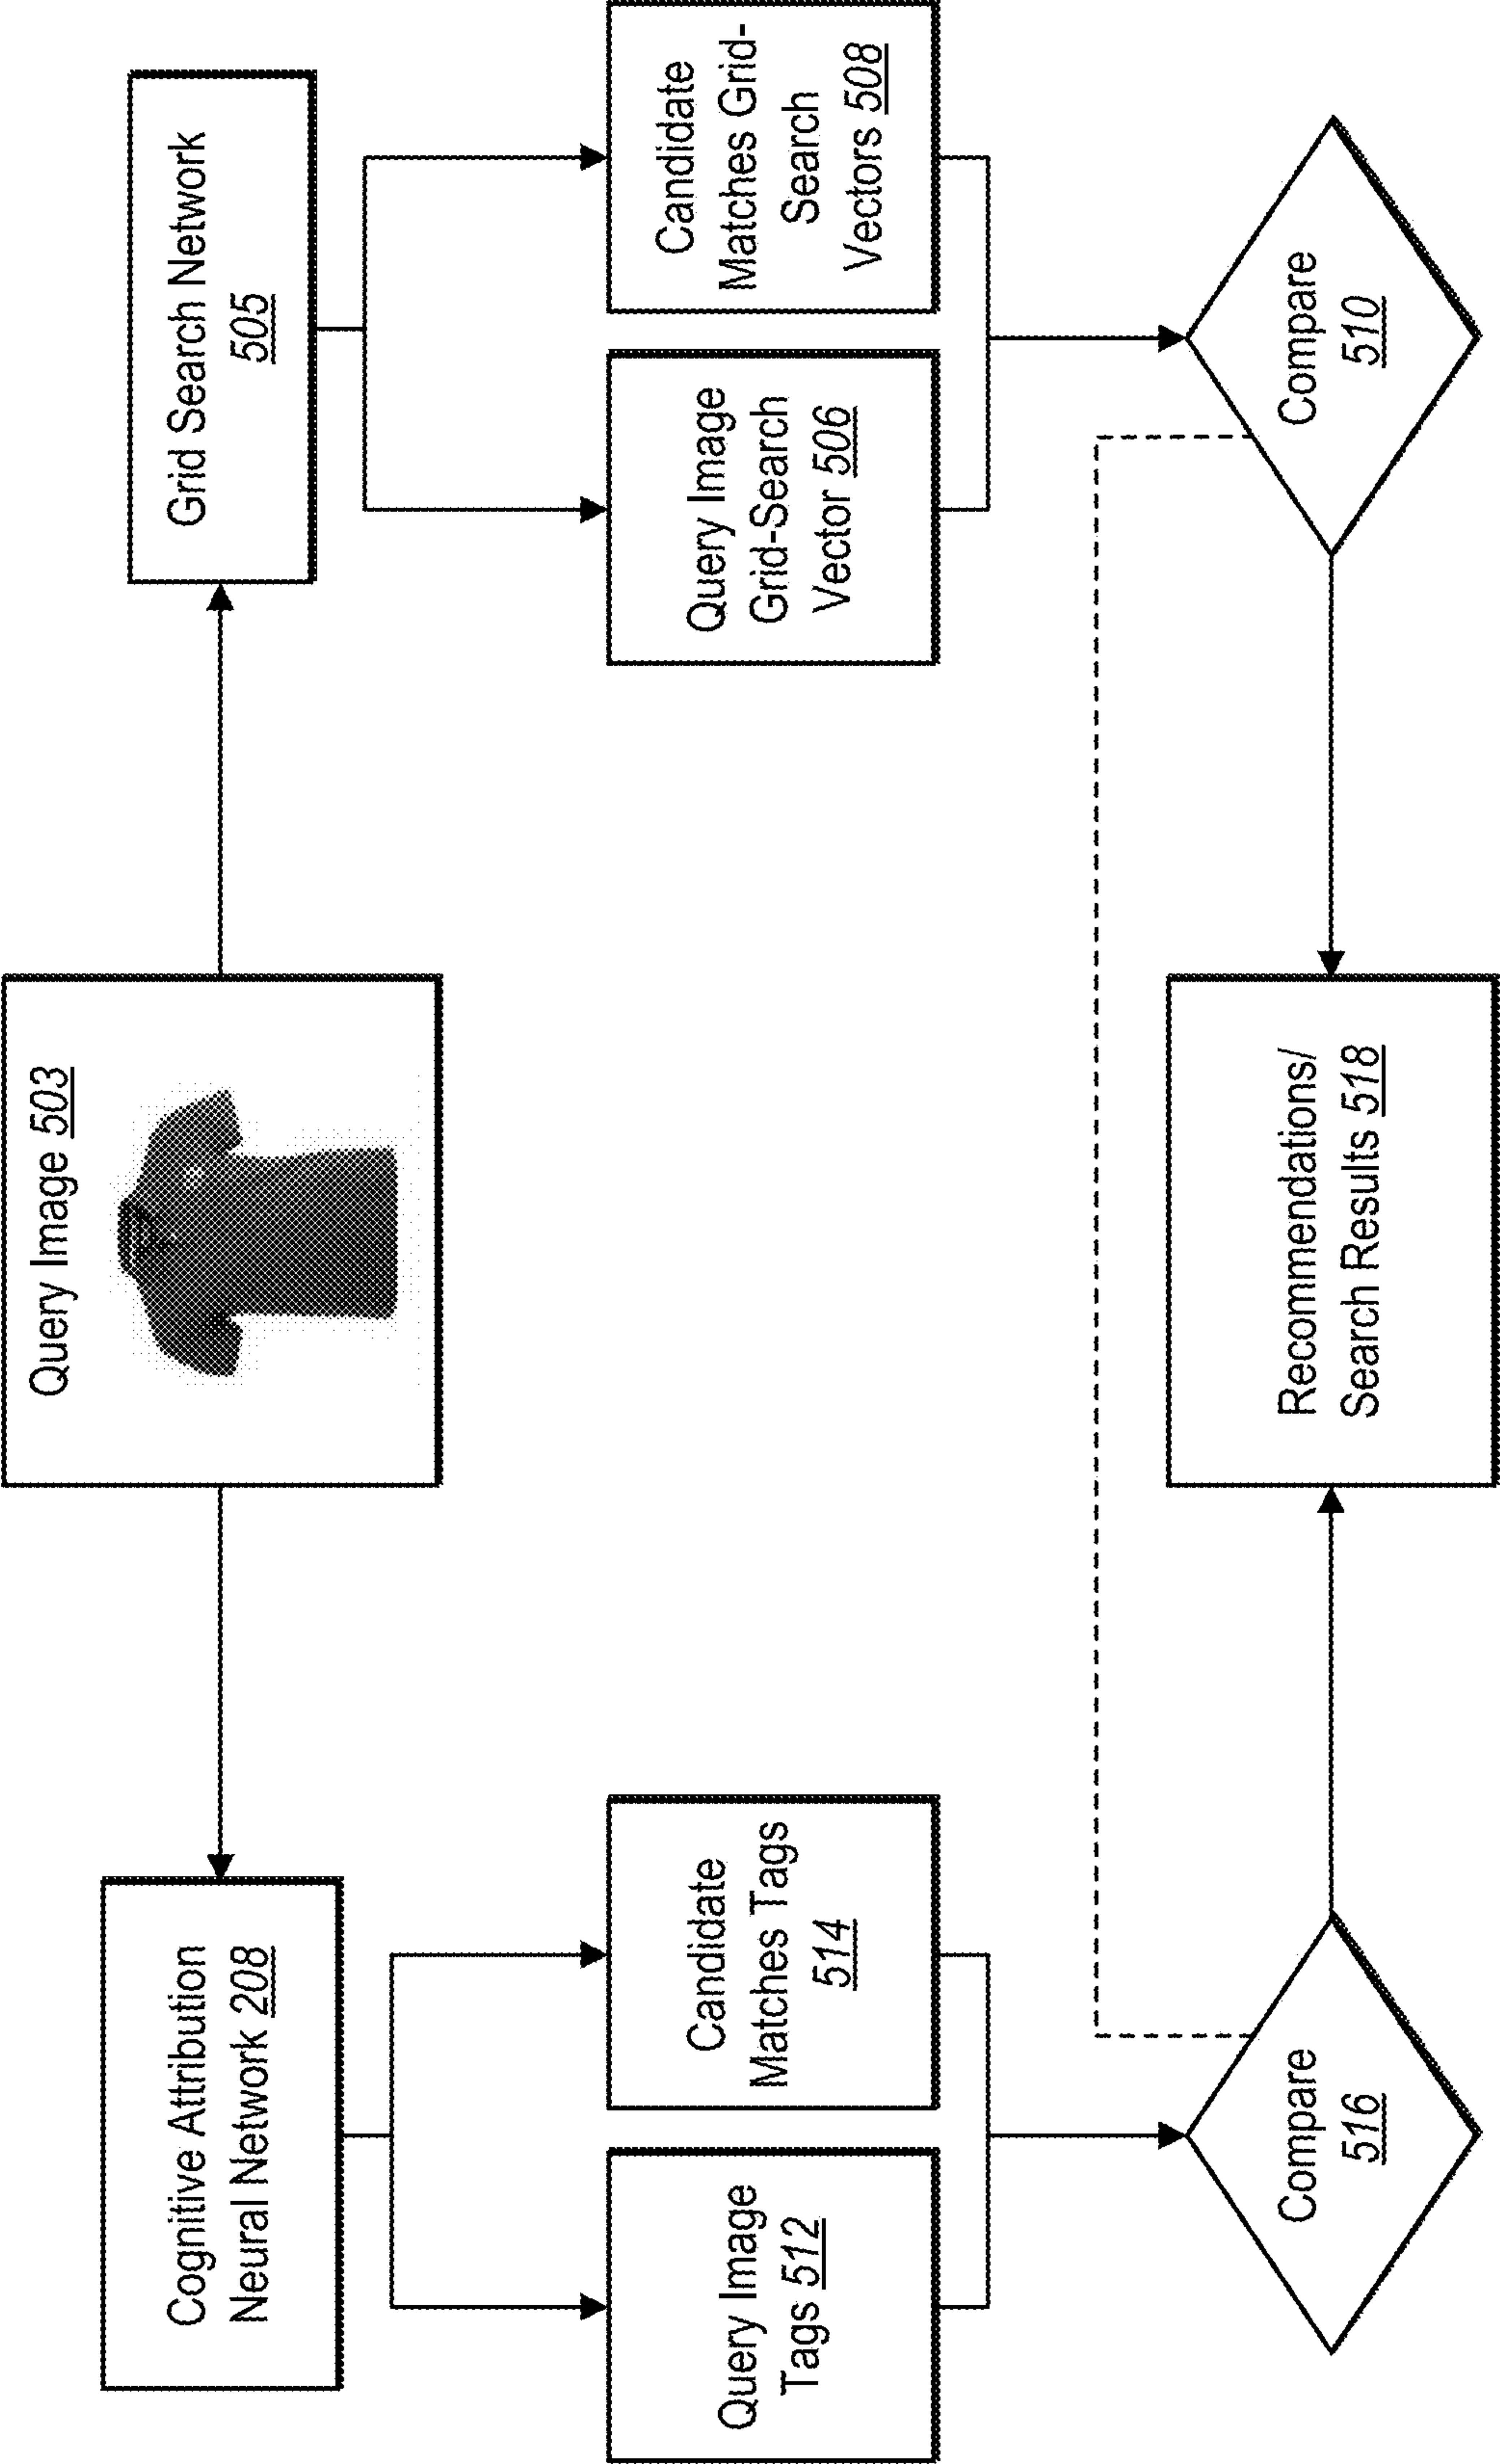 Query Image 503
Cognitive Attribution
Neural Network 208
Grid Search Network
505
Query Image
Tags 512
Candidate
Matches Tags
514
Query Image
Grid-Search
Vector 506
Candidate
Matches Grid-
Search
Vectors 508
Compare
516
Recommendations/
Search Results 518
Compare
510